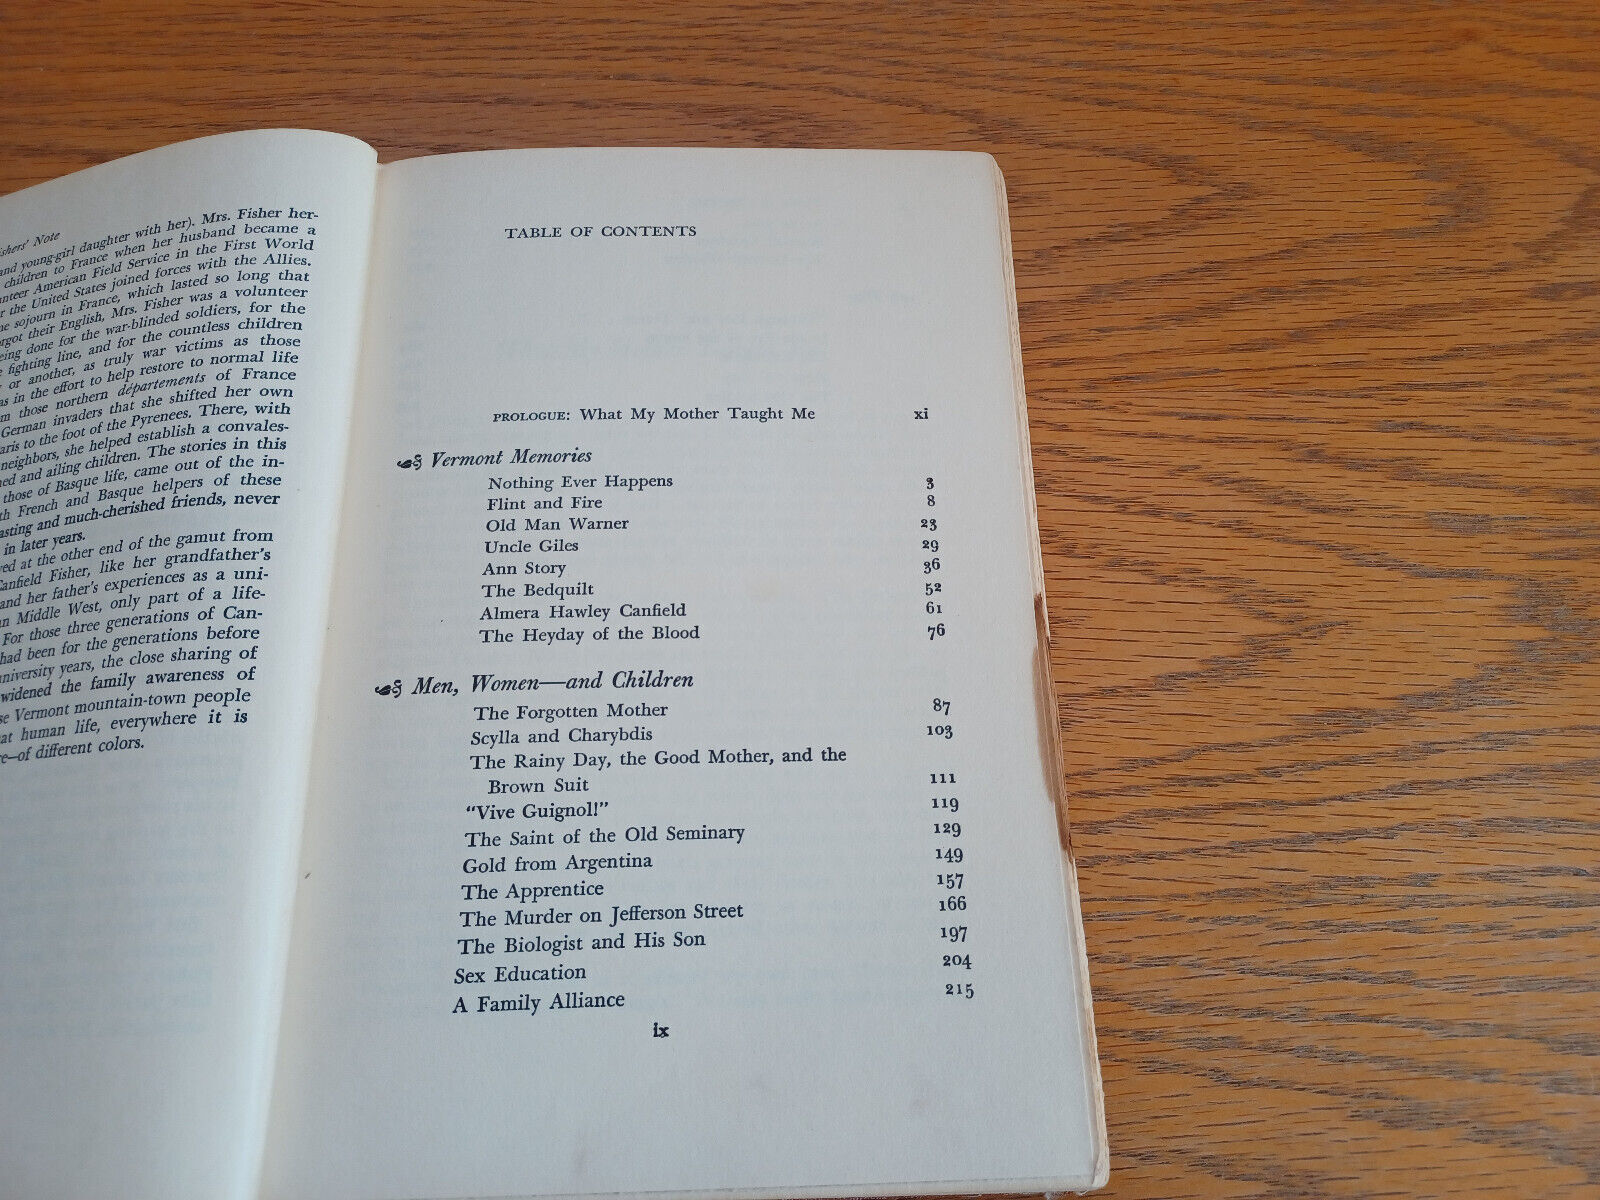 shers' Note
and young-girl daughter with her). Mrs. Fisher her-
children to France when her husband became a
nteer American Field Service in the First World
r the United States joined forces with the Allies.
ne sojourn in France, which lasted so long that
rgot their English, Mrs. Fisher was a volunteer
eing done for the war-blinded soldiers, for the
e fighting line, and for the countless children
y or another, as truly war victims as those
as in the effort to help restore to normal life
m those northern départements of France
German invaders that she shifted her own
aris to the foot of the Pyrenees. There, with
neighbors, she helped establish a convales-
ned and ailing children. The stories in this
those of Basque life, came out of the in-
th French and Basque helpers of these
asting and much-cherished friends, never
in later years.
ved at the other end of the gamut from
Canfield Fisher, like her grandfather's
and her father's experiences as a uni-
n Middle West, only part of a life-
For those three generations of Can-
had been for the generations before
university years, the close sharing of
widened the family awareness of
se Vermont mountain-town people
at human life, everywhere it is
re—of different colors.
TABLE OF CONTENTS
PROLOGUE: What My Mother Taught Me xi
Vermont Memories
Nothing Ever Happens 3
Flint and Fire 8
Old Man Warner 23
Uncle Giles 29
Ann Story 36
The Bedquilt 52
Almera Hawley Canfield 61
The Heyday of the Blood 76
Men, Women—and Children
The Forgotten Mother 87
Scylla and Charybdis 103
The Rainy Day, the Good Mother, and the
Brown Suit 111
"Vive Guignol!" 119
The Saint of the Old Seminary 129
Gold from Argentina 149
The Apprentice 157
The Murder on Jefferson Street 166
The Biologist and His Son 197
Sex Education 204
A Family Alliance 215
ix